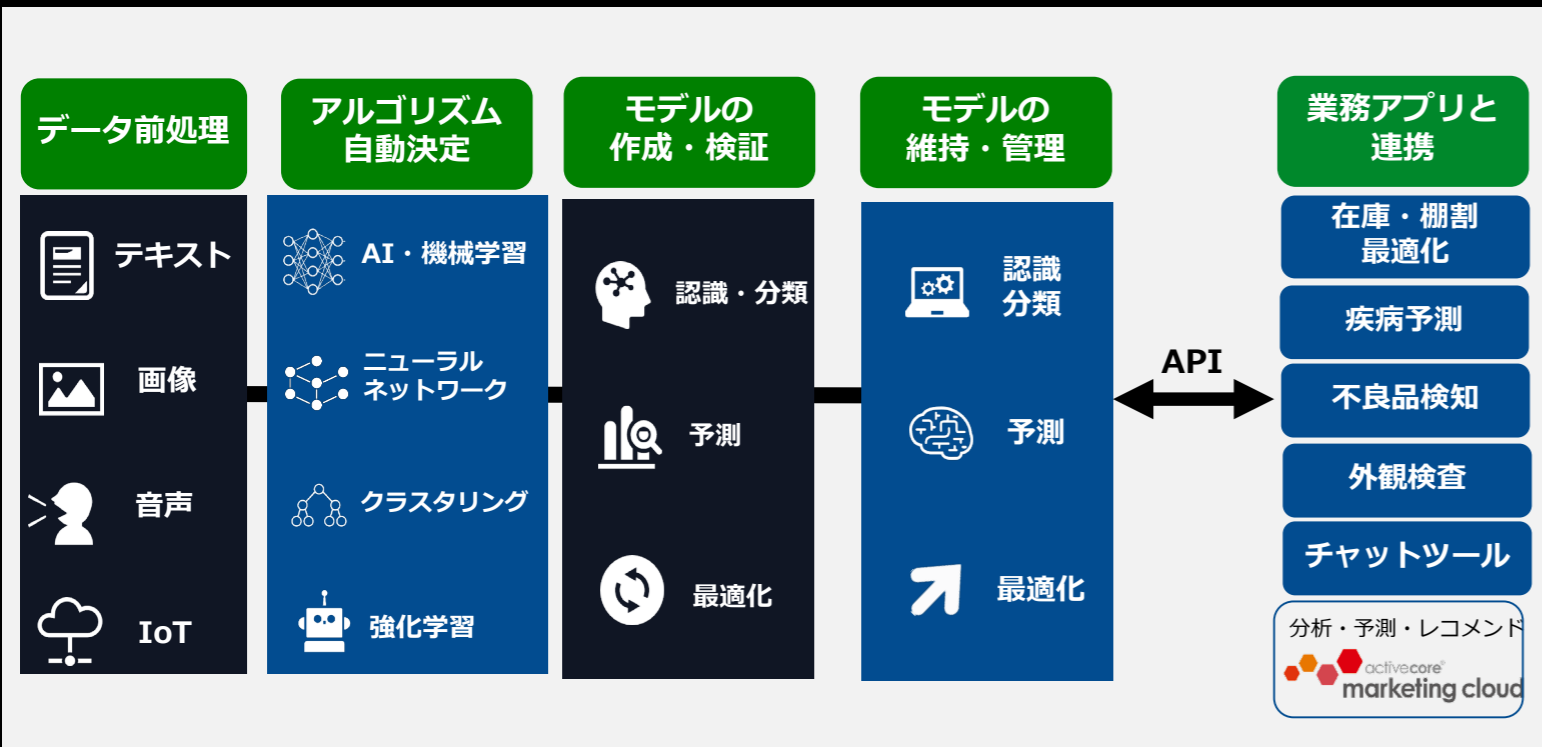 データ前処理
テキスト
画像
音声
IoT
アルゴリズム
自動決定
AI・機械学習
ニューラル
ネットワーク
クラスタリング
強化学習
モデルの
作成・検証
認識・分類
予測
最適化
モデルの
維持・管理
認識
分類
予測
最適化
API
業務アプリと
連携
在庫・棚割
最適化
疾病予測
不良品検知
外観検査
チャットツール
分析・予測・レコメンド
activecore®
marketing cloud